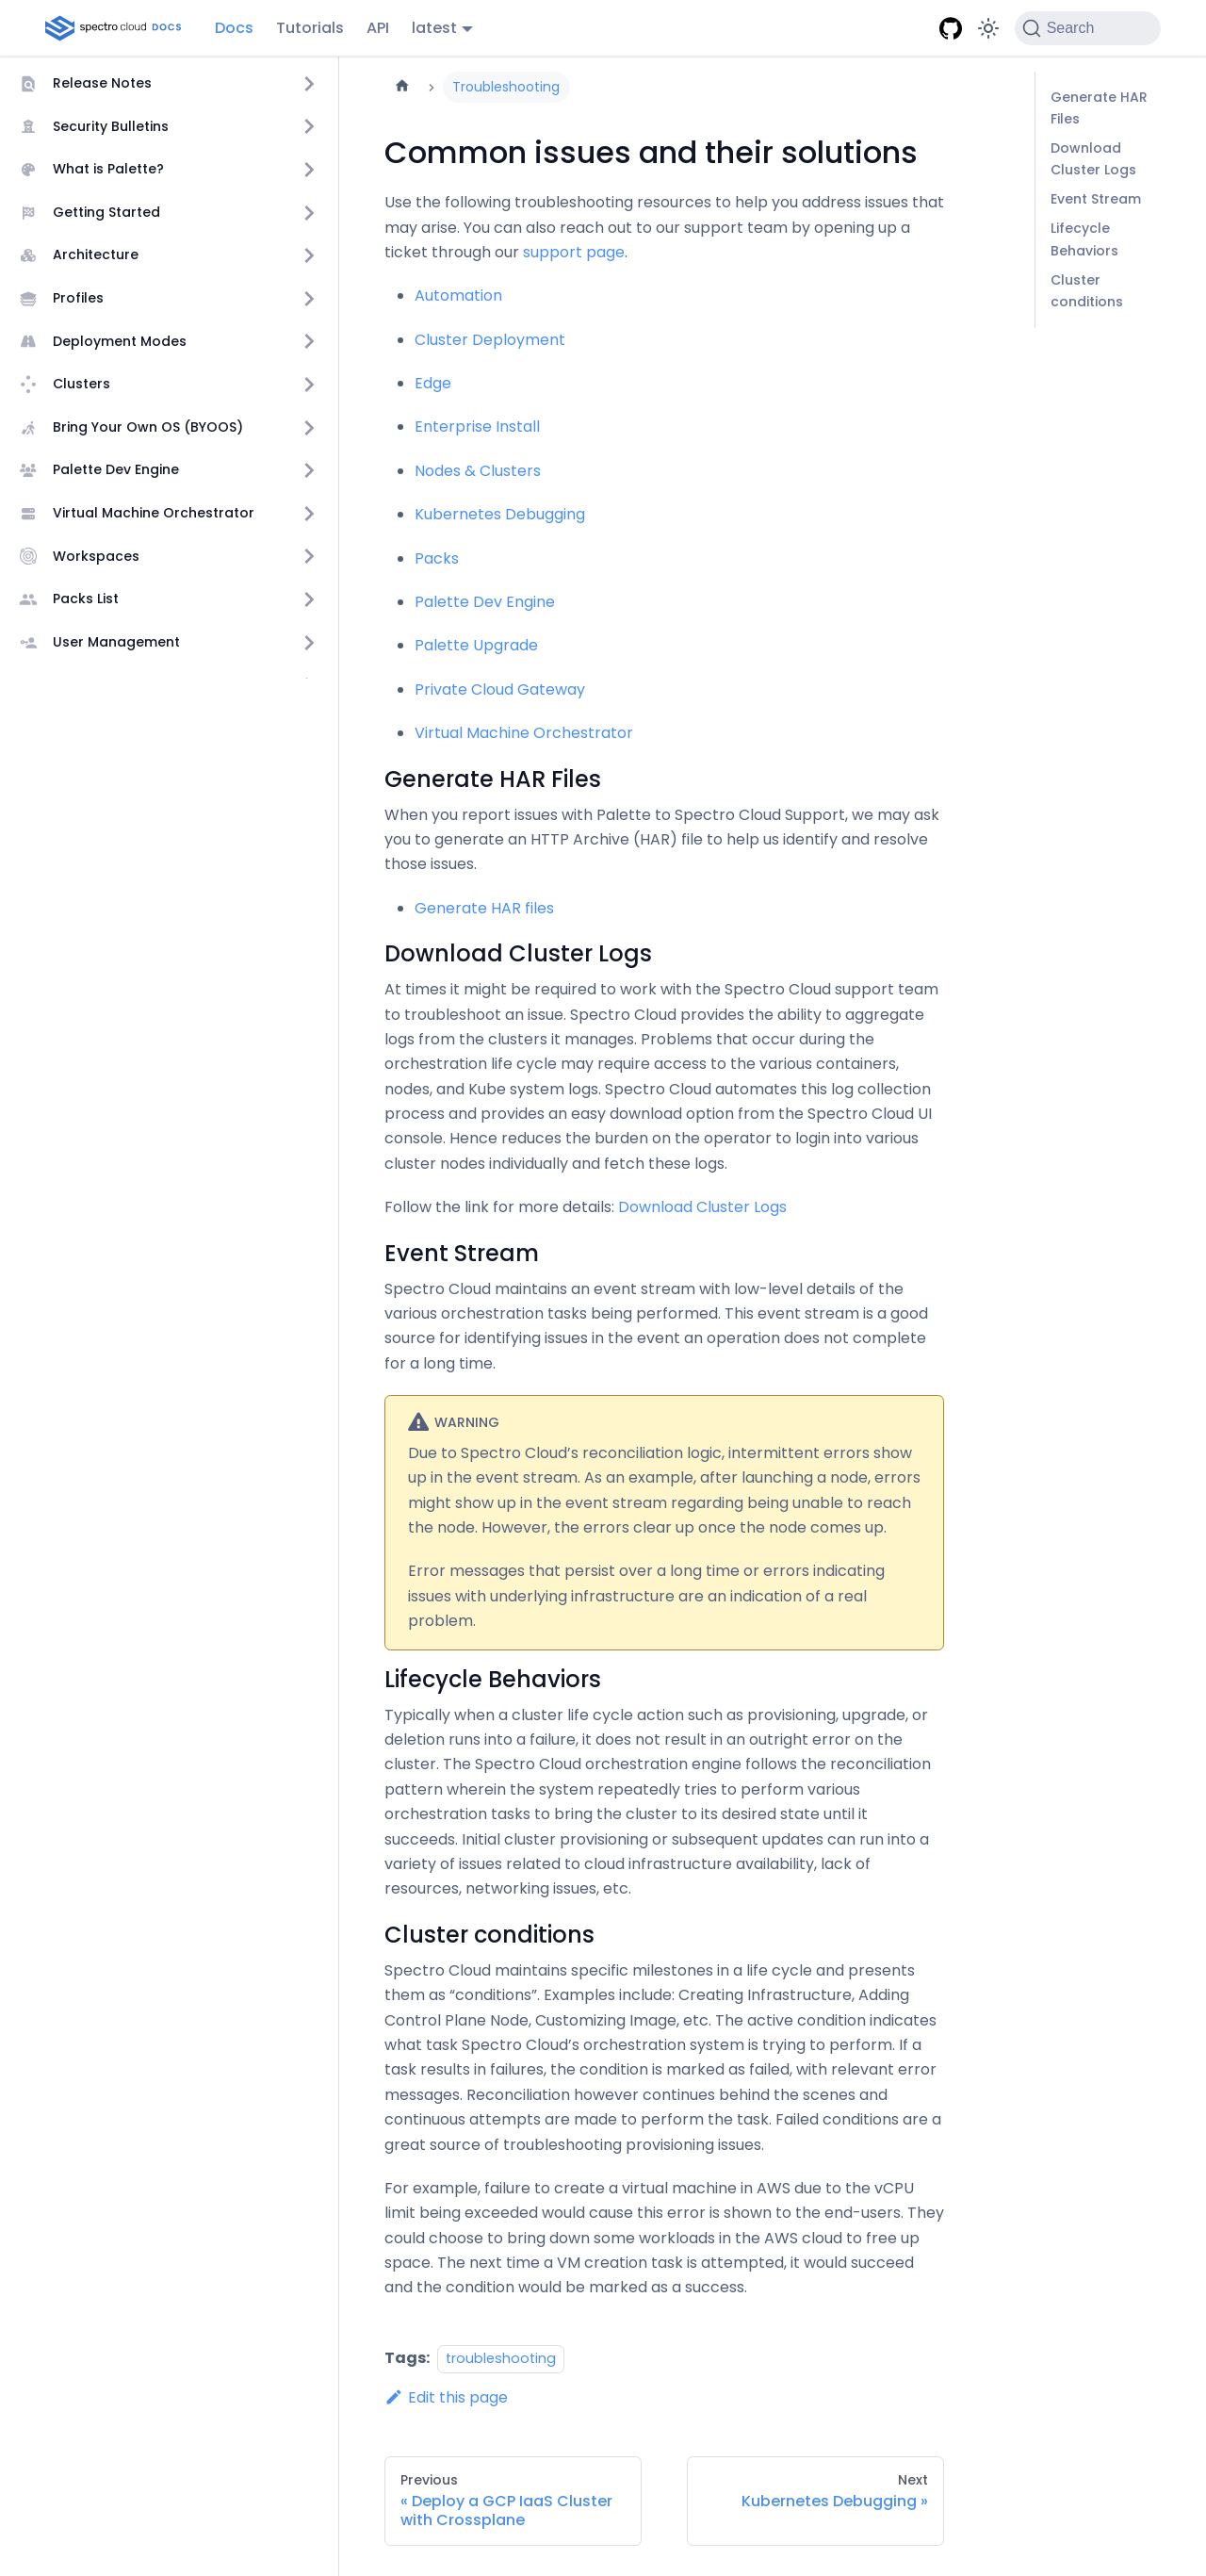 spectro cloud DOCS
Docs
Tutorials
API
latest
Search
Release Notes
Security Bulletins
What is Palette?
Getting Started
Architecture
Profiles
Deployment Modes
Clusters
Bring Your Own OS (BYOOS)
Palette Dev Engine
Virtual Machine Orchestrator
Workspaces
Packs List
User Management
Troubleshooting
Common issues and their solutions
Use the following troubleshooting resources to help you address issues that
may arise. You can also reach out to our support team by opening up a
ticket through our support page.
Automation
Cluster Deployment
Edge
Enterprise Install
Nodes & Clusters
Kubernetes Debugging
Packs
Palette Dev Engine
Palette Upgrade
Private Cloud Gateway
Virtual Machine Orchestrator
Generate HAR Files
When you report issues with Palette to Spectro Cloud Support, we may ask
you to generate an HTTP Archive (HAR) file to help us identify and resolve
those issues.
Generate HAR files
Download Cluster Logs
At times it might be required to work with the Spectro Cloud support team
to troubleshoot an issue. Spectro Cloud provides the ability to aggregate
logs from the clusters it manages. Problems that occur during the
orchestration life cycle may require access to the various containers,
nodes, and Kube system logs. Spectro Cloud automates this log collection
process and provides an easy download option from the Spectro Cloud UI
console. Hence reduces the burden on the operator to login into various
cluster nodes individually and fetch these logs.
Follow the link for more details: Download Cluster Logs
Event Stream
Spectro Cloud maintains an event stream with low-level details of the
various orchestration tasks being performed. This event stream is a good
source for identifying issues in the event an operation does not complete
for a long time.
WARNING
Due to Spectro Cloud’s reconciliation logic, intermittent errors show
up in the event stream. As an example, after launching a node, errors
might show up in the event stream regarding being unable to reach
the node. However, the errors clear up once the node comes up.
Error messages that persist over a long time or errors indicating
issues with underlying infrastructure are an indication of a real
problem.
Lifecycle Behaviors
Typically when a cluster life cycle action such as provisioning, upgrade, or
deletion runs into a failure, it does not result in an outright error on the
cluster. The Spectro Cloud orchestration engine follows the reconciliation
pattern wherein the system repeatedly tries to perform various
orchestration tasks to bring the cluster to its desired state until it
succeeds. Initial cluster provisioning or subsequent updates can run into a
variety of issues related to cloud infrastructure availability, lack of
resources, networking issues, etc.
Cluster conditions
Spectro Cloud maintains specific milestones in a life cycle and presents
them as “conditions”. Examples include: Creating Infrastructure, Adding
Control Plane Node, Customizing Image, etc. The active condition indicates
what task Spectro Cloud’s orchestration system is trying to perform. If a
task results in failures, the condition is marked as failed, with relevant error
messages. Reconciliation however continues behind the scenes and
continuous attempts are made to perform the task. Failed conditions are a
great source of troubleshooting provisioning issues.
For example, failure to create a virtual machine in AWS due to the vCPU
limit being exceeded would cause this error is shown to the end-users. They
could choose to bring down some workloads in the AWS cloud to free up
space. The next time a VM creation task is attempted, it would succeed
and the condition would be marked as a success.
Tags: troubleshooting
Edit this page
Previous
« Deploy a GCP IaaS Cluster
with Crossplane
Next
Kubernetes Debugging »
Generate HAR
Files
Download
Cluster Logs
Event Stream
Lifecycle
Behaviors
Cluster
conditions